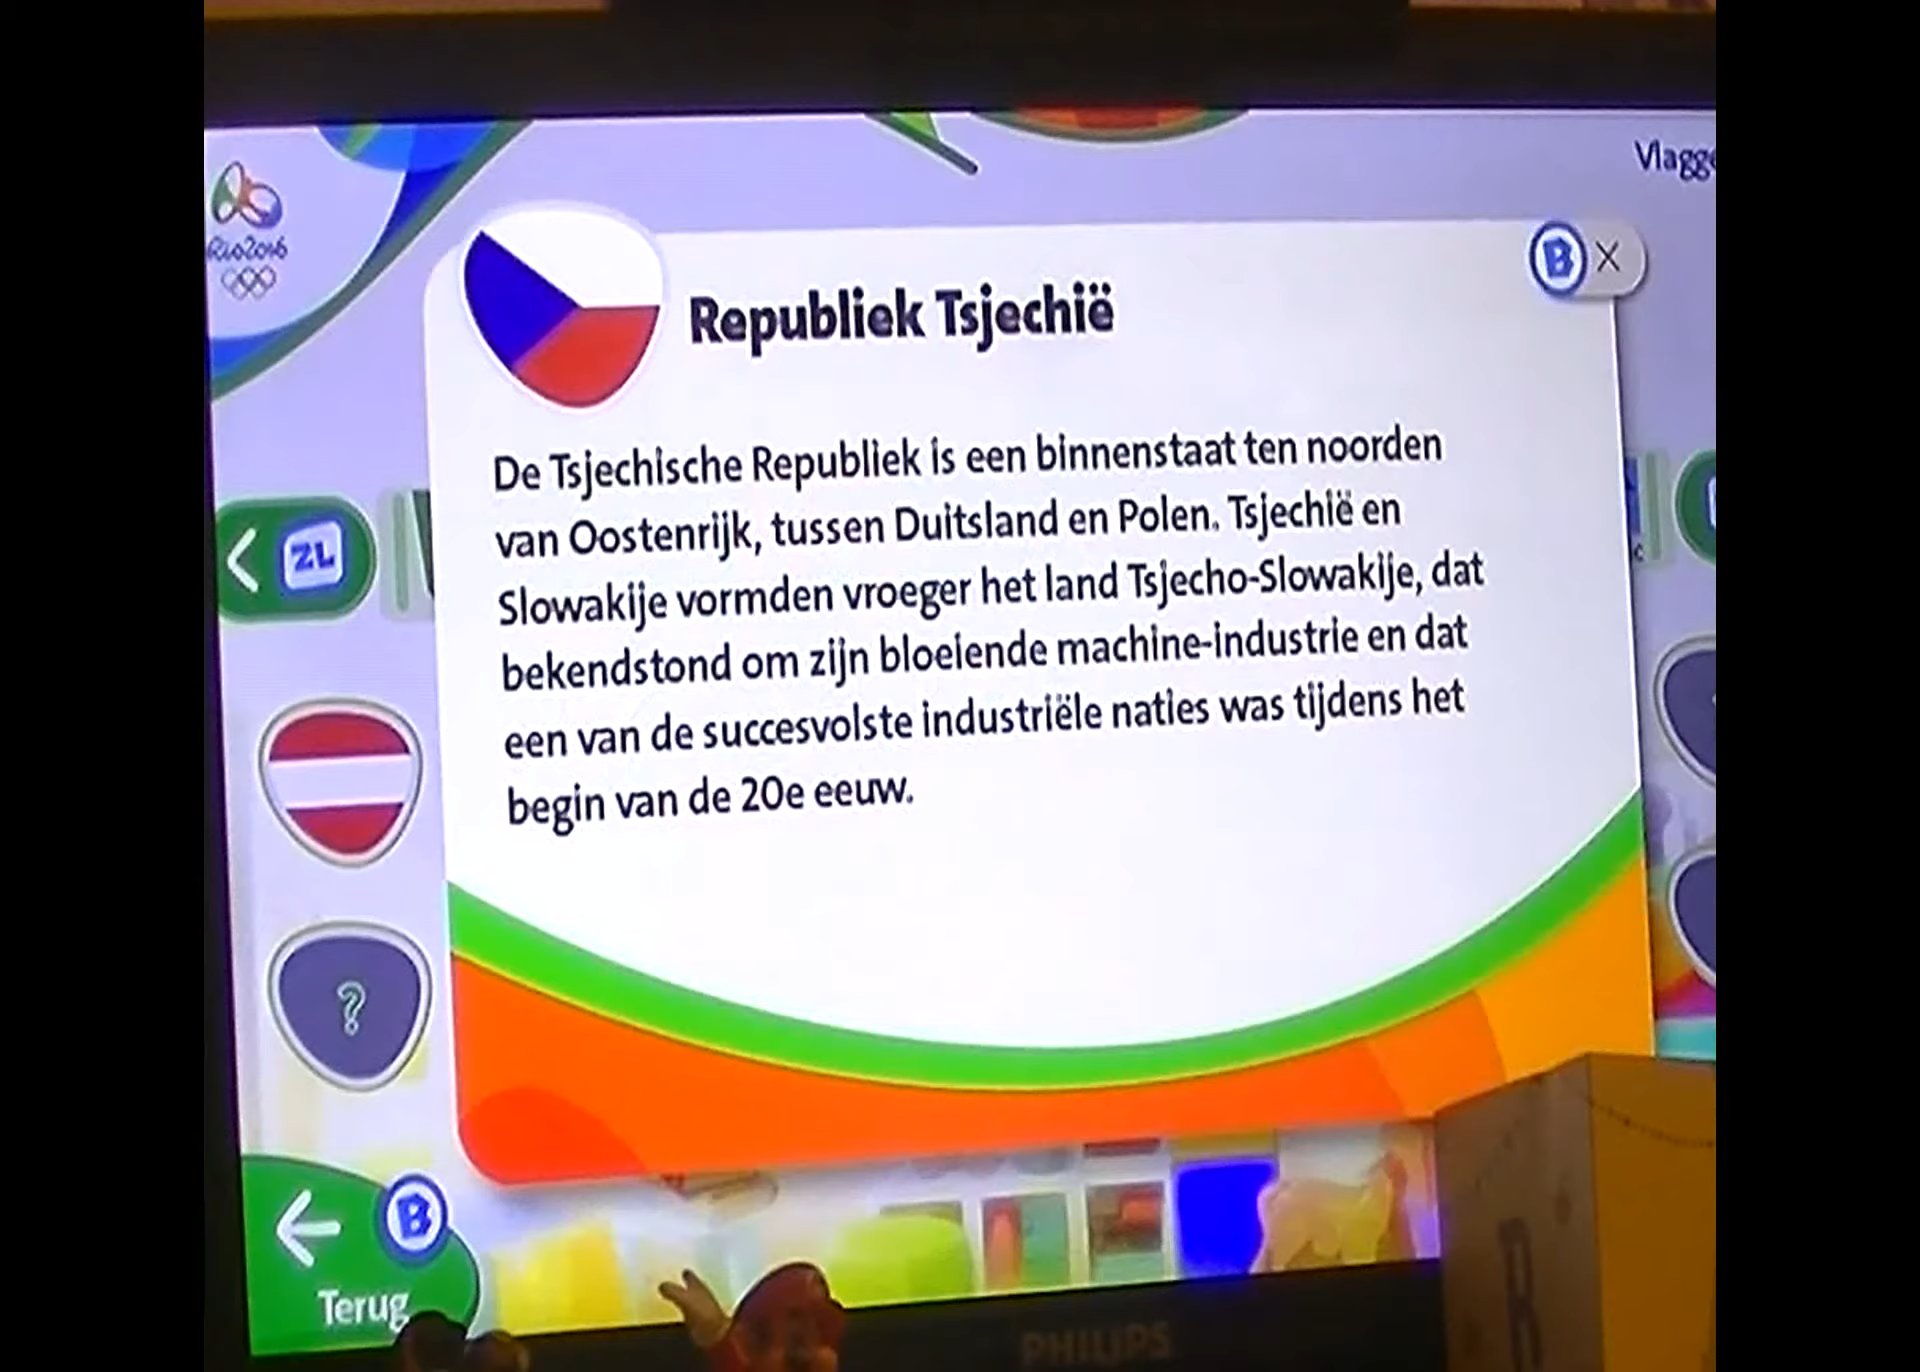 Vlagge
RIO2016
B X
Republiek Tsjechië
De Tsjechische Republiek is een binnenstaat ten noorden
van Oostenrijk, tussen Duitsland en Polen. Tsjechië en
Slowakije vormden vroeger het land Tsjecho-Slowakije, dat
bekendstond om zijn bloeiende machine-industrie en dat
een van de succesvolste industriële naties was tijdens het
begin van de 20e eeuw.
ZL
?
B
Terug
PHILIPS